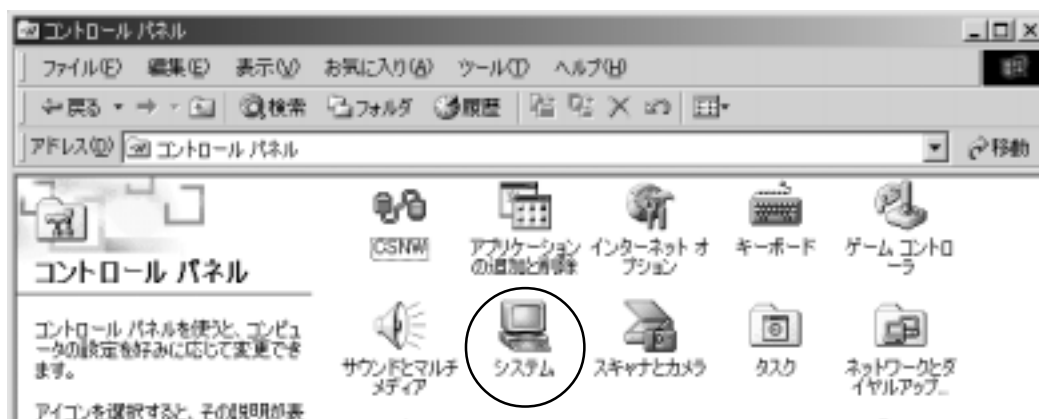 コントロール パネル
ファイル(F) 編集(E) 表示(V) お気に入り(A) ツール(T) ヘルプ(H)
戻る 検索 フォルダ 履歴
アドレス(D) コントロール パネル 移動
コントロール パネル
コントロール パネルを使うと、コンピュ
ータの設定を好みに応じて変更でき
ます。
アイコンを選択すると、その説明が表
CSNW
アプリケーション
の追加と削除
インターネット オ
プション
キーボード
ゲーム コントロ
ーラ
サウンドとマルチ
メディア
システム
スキャナとカメラ
タスク
ネットワークとダ
イヤルアップ...